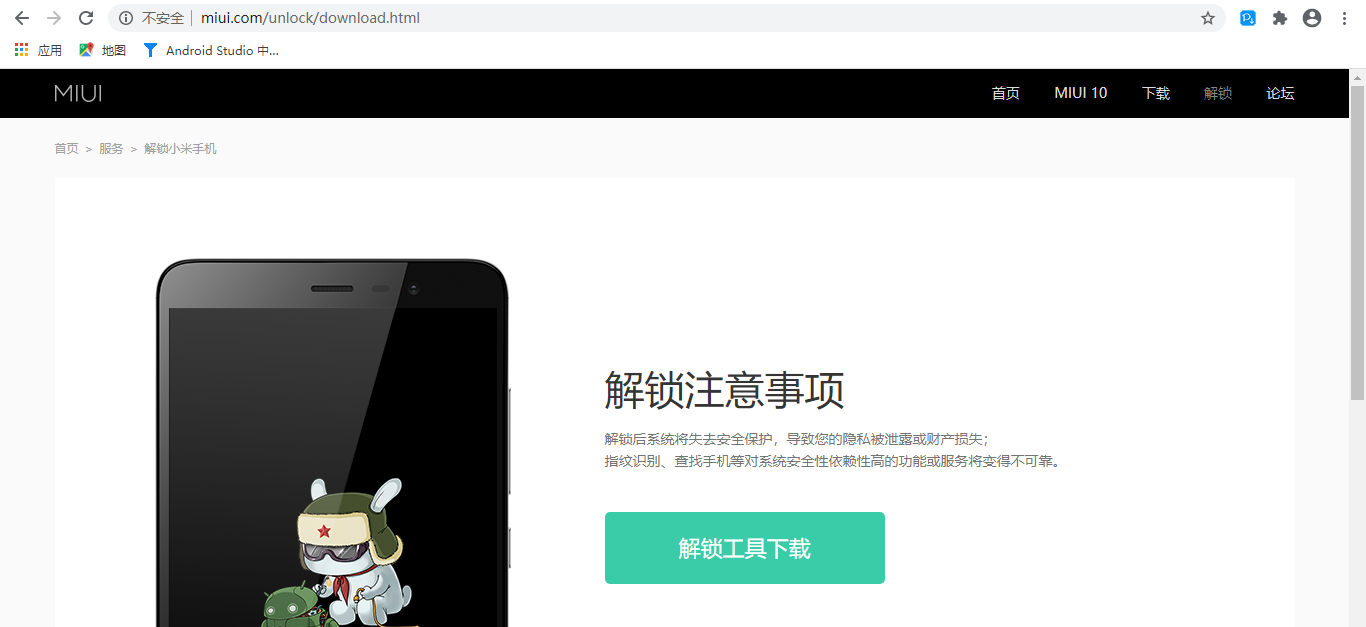 不安全 miui.com/unlock/download.html
应用 地图 Android Studio 中...
MIUI 首页 MIUI 10 下载 解锁 论坛
首页 > 服务 > 解锁小米手机
解锁注意事项
解锁后系统将失去安全保护，导致您的隐私被泄露或财产损失；
指纹识别、查找手机等对系统安全性依赖性高的功能或服务将变得不可靠。
解锁工具下载